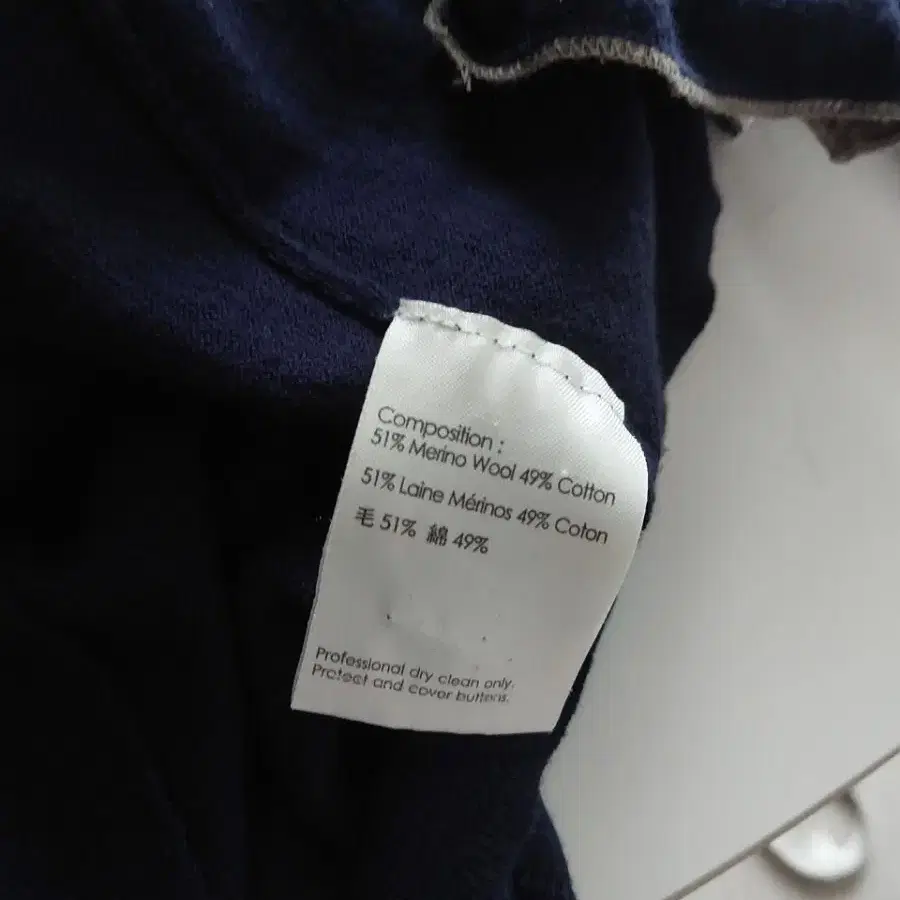 Composition :
51% Merino Wool 49% Cotton
51% Laine Mérinos 49% Coton
毛 51% 綿 49%
Professional dry clean only.
Protect and cover buttons.